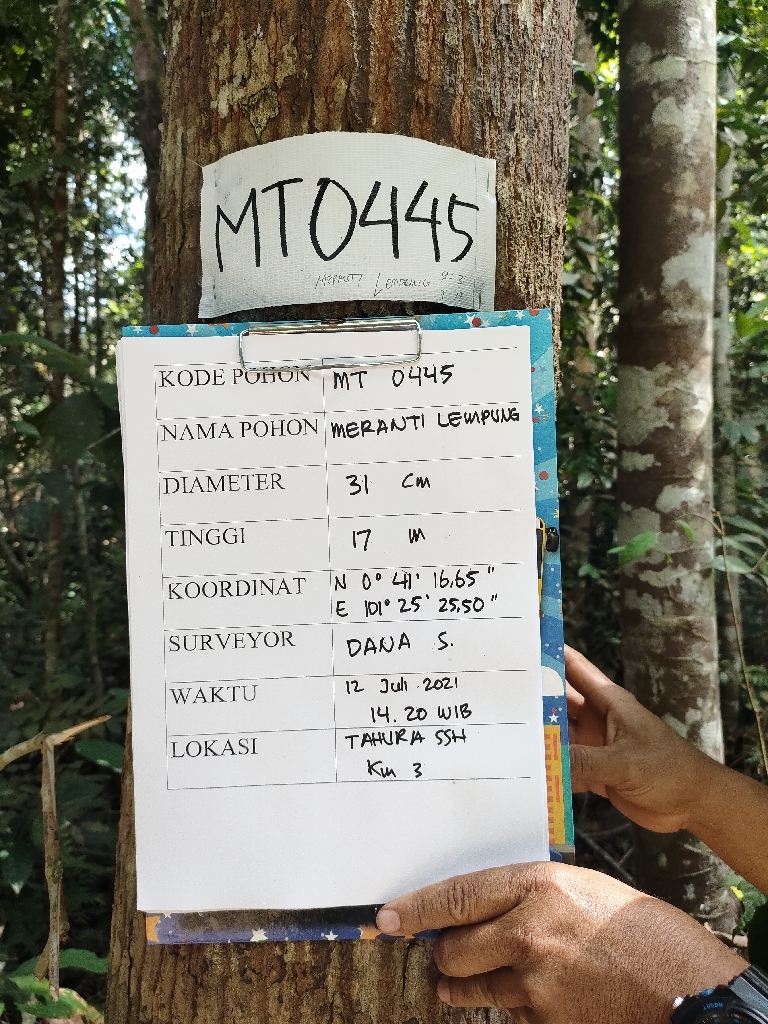 MT0445
MERANTI LEMPUNG
KODE POHON MT 0445
NAMA POHON MERANTI LEMPUNG
DIAMETER 31 Cm
TINGGI 17 m
KOORDINAT N 0° 41' 16,65"
E 101° 25' 25,50"
SURVEYOR DANA S.
WAKTU 12 Juli 2021
14.20 WIB
LOKASI TAHURA SSH
Km 3